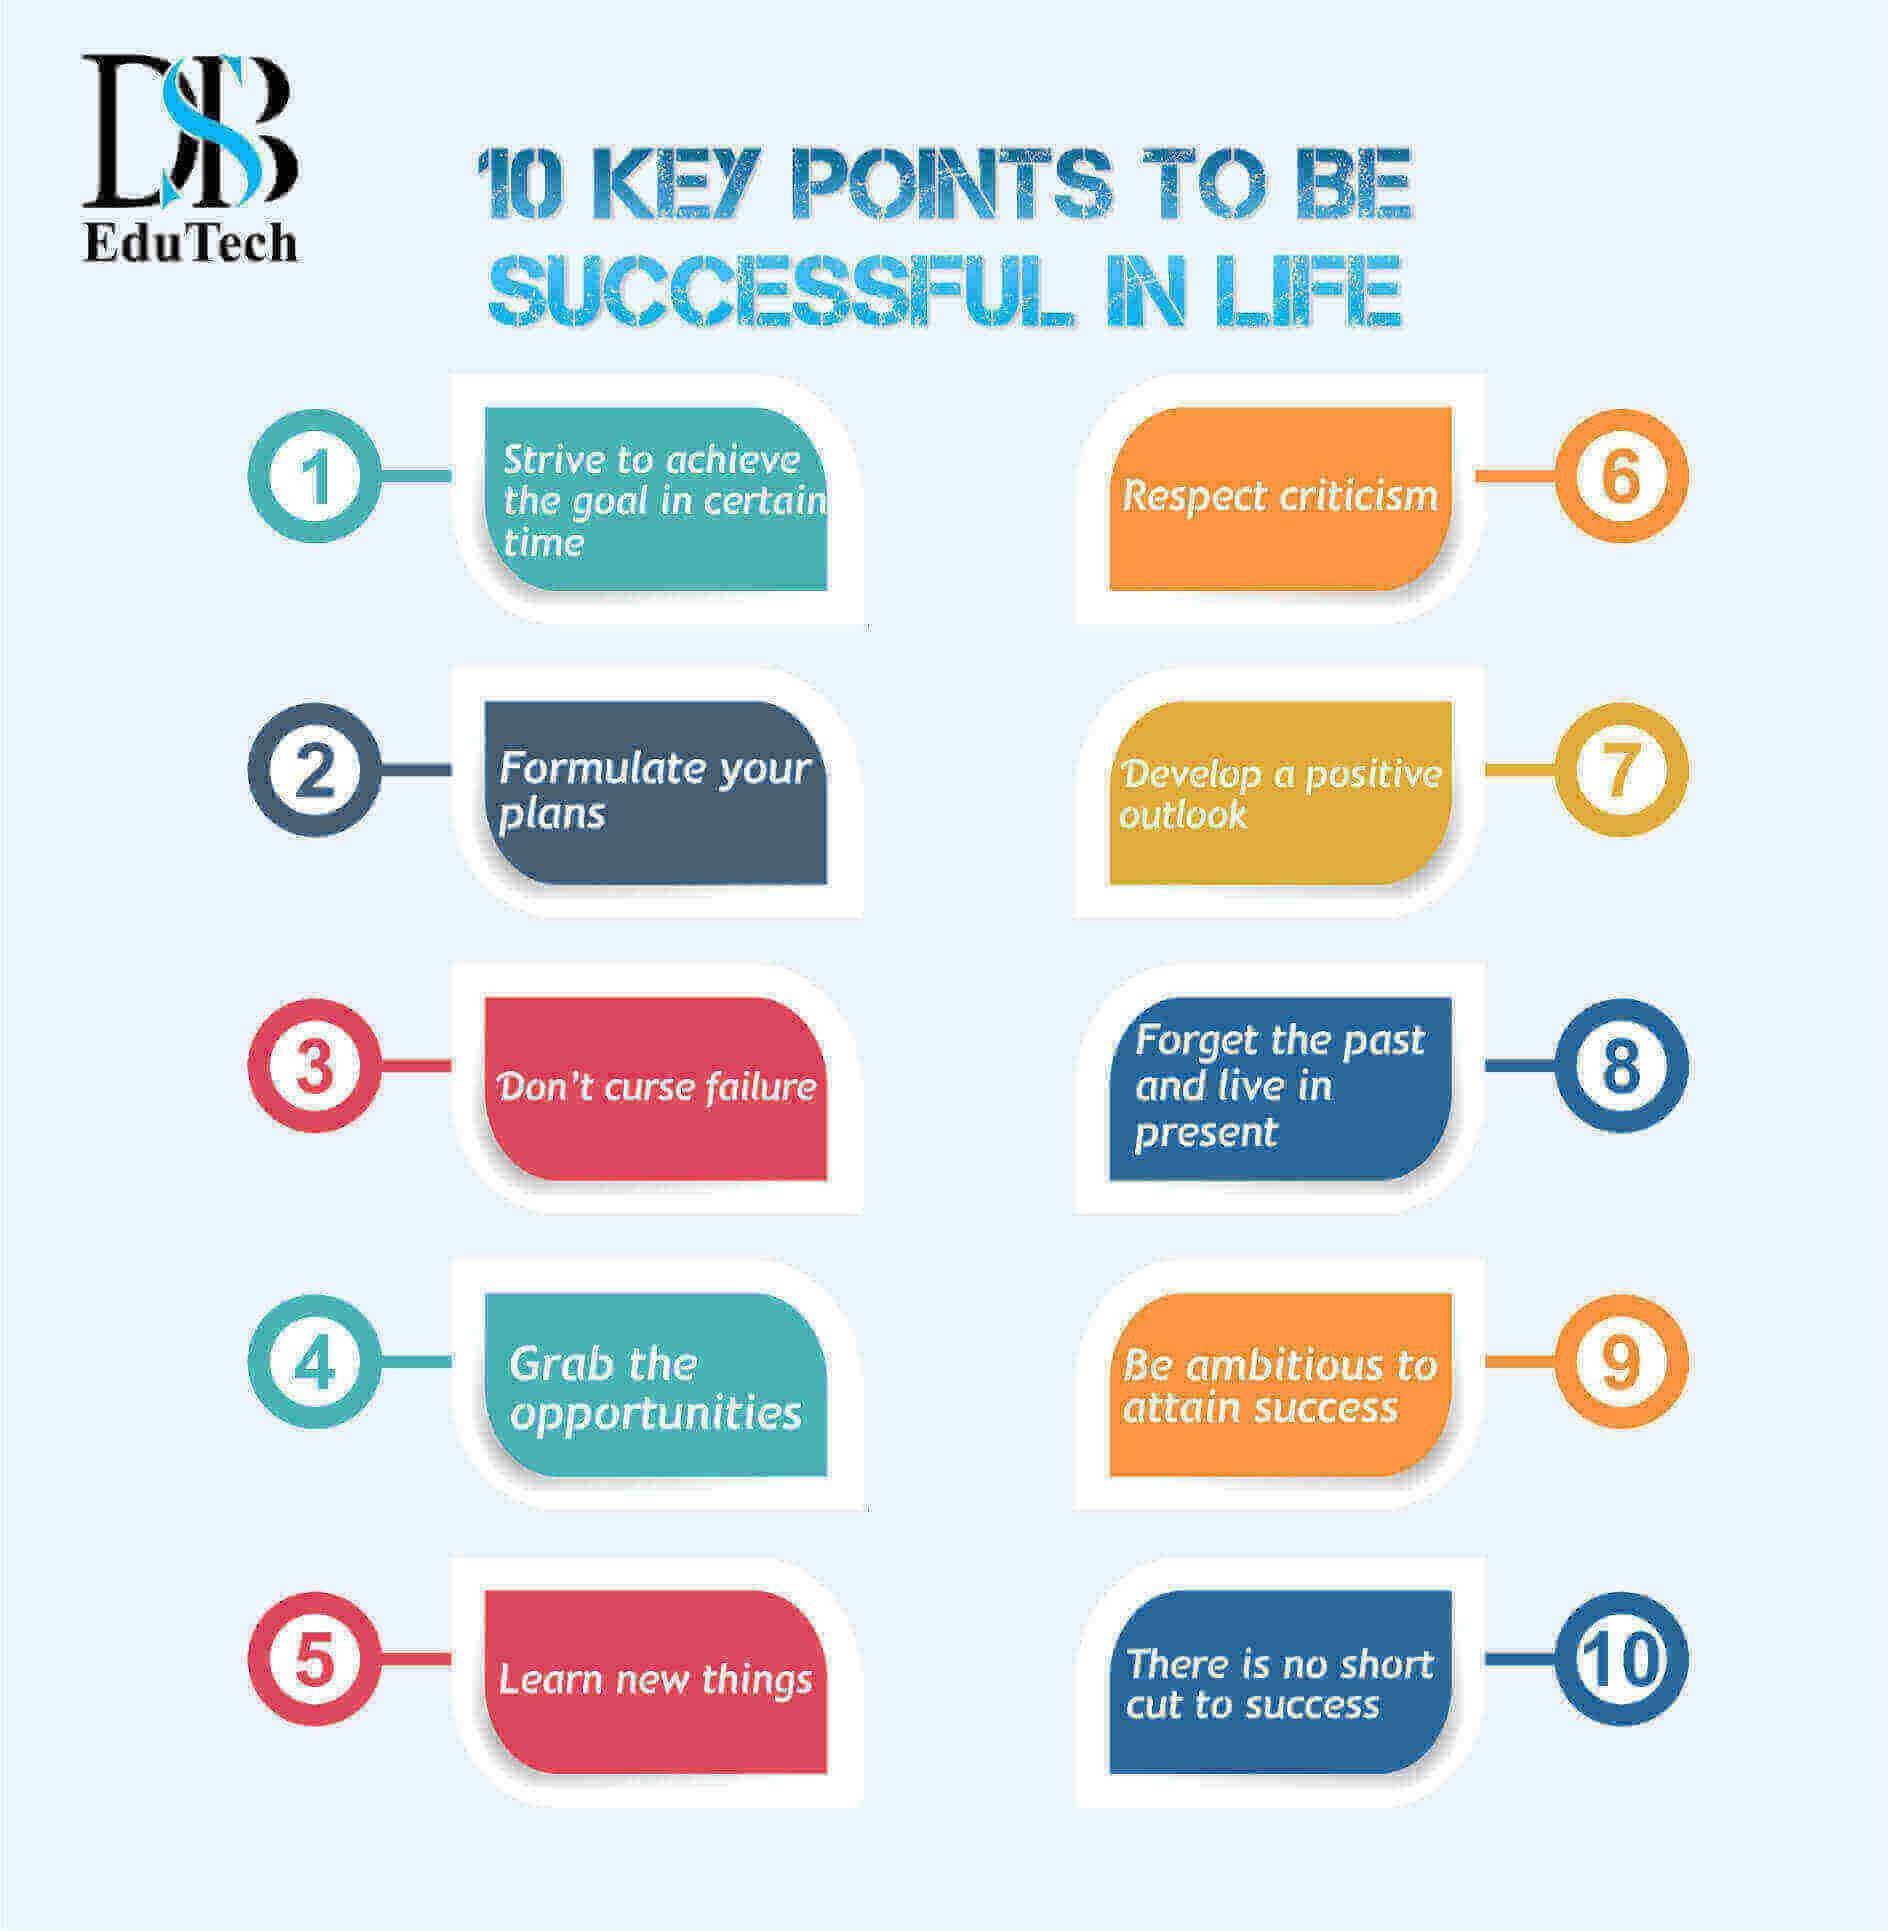 DSB
EduTech
10 KEY POINTS TO BE
SUCCESSFUL IN LIFE
1
Strive to achieve
the goal in certain
time
2
Formulate your
plans
3
Don't curse failure
4
Grab the
opportunities
5
Learn new things
6
Respect criticism
7
Develop a positive
outlook
8
Forget the past
and live in
present
9
Be ambitious to
attain success
10
There is no short
cut to success